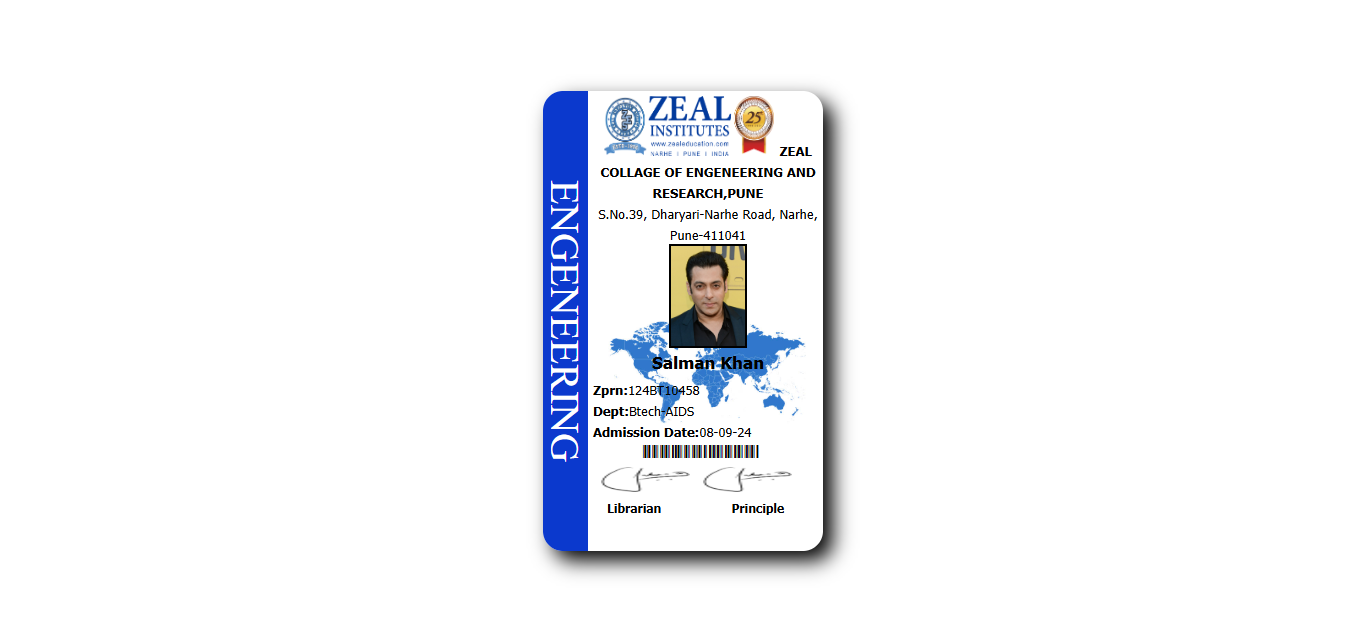 ENGENEERING
ZEAL
INSTITUTES
www.zealeducation.com
NARHE | PUNE | INDIA
25
ZEAL
COLLAGE OF ENGENEERING AND
RESEARCH,PUNE
S.No.39, Dharyari-Narhe Road, Narhe,
Pune-411041
Salman Khan
Zprn:124BT10458
Dept:Btech-AIDS
Admission Date:08-09-24
Librarian Principle